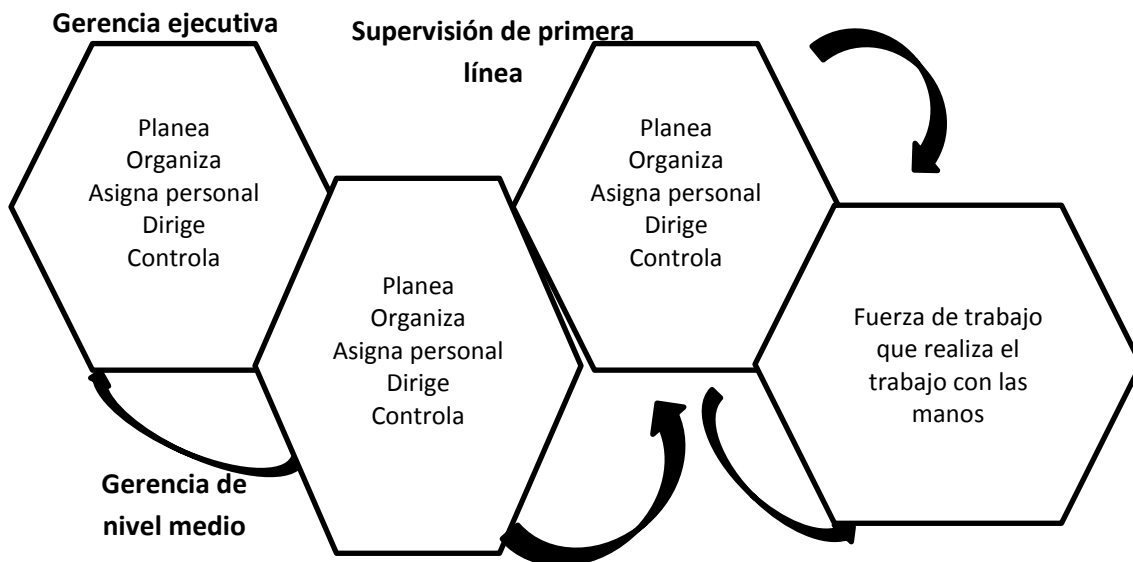 Gerencia ejecutiva
Planea
Organiza
Asigna personal
Dirige
Controla
Gerencia de
nivel medio
Planea
Organiza
Asigna personal
Dirige
Controla
Supervisión de primera
línea
Planea
Organiza
Asigna personal
Dirige
Controla
Fuerza de trabajo
que realiza el
trabajo con las
manos